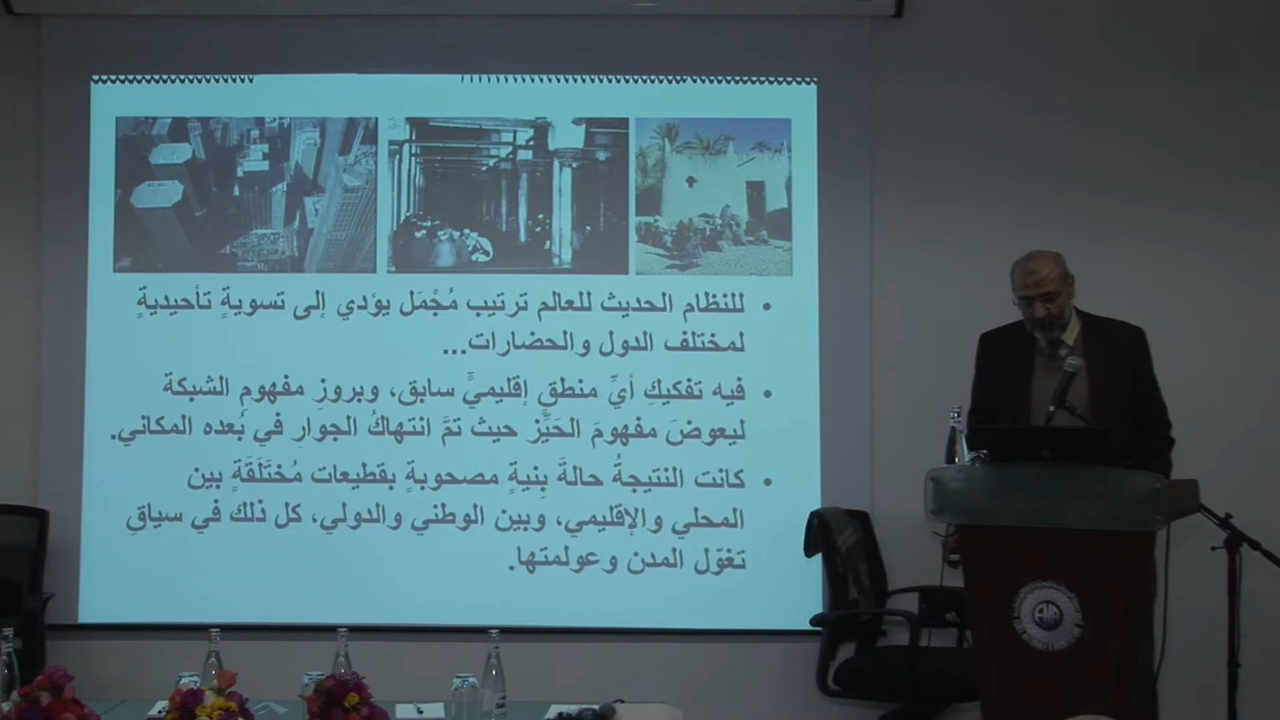 • للنظام الحديث للعالم ترتيب مُجْمَل يؤدي إلى تسويةٍ تأحيديةٍ
لمختلف الدول والحضارات...
• فيه تفكيكِ أيِّ منطقٍ إقليميٍّ سابق، وبروزِ مفهومِ الشبكة
ليعوضَ مفهومَ الحَيِّز حيث تمَّ انتهاكُ الجوارِ في بُعده المكاني.
• كانت النتيجةُ حالةَ بِنيةٍ مصحوبةٍ بقطيعات مُختَلَقَةٍ بين
المحلي والإقليمي، وبين الوطني والدولي، كل ذلك في سياقِ
تغوّل المدن وعولمتها.